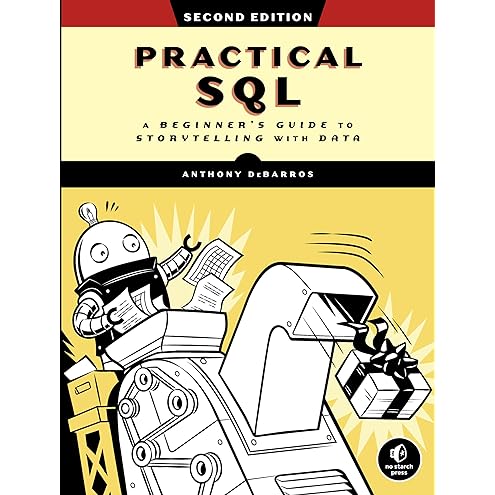 SECOND EDITION
PRACTICAL
SQL
A BEGINNER'S GUIDE TO
STORYTELLING WITH DATA
ANTHONY DEBARROS
no starch
press